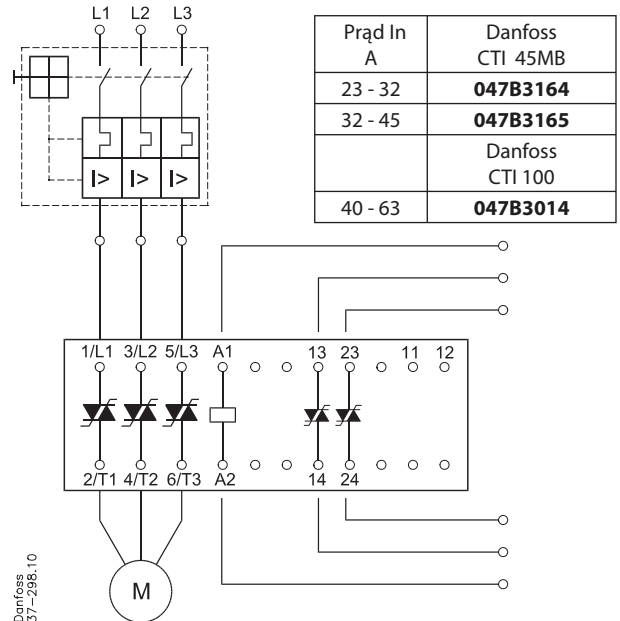 L1 L2 L3
Prąd In
A
Danfoss
CTI 45MB
23 - 32 047B3164
32 - 45 047B3165
Danfoss
CTI 100
40 - 63 047B3014
I> I> I>
1/L1 3/L2 5/L3 A1 13 23 11 12
2/T1 4/T2 6/T3 A2 14 24
M
Danfoss
37-298.10